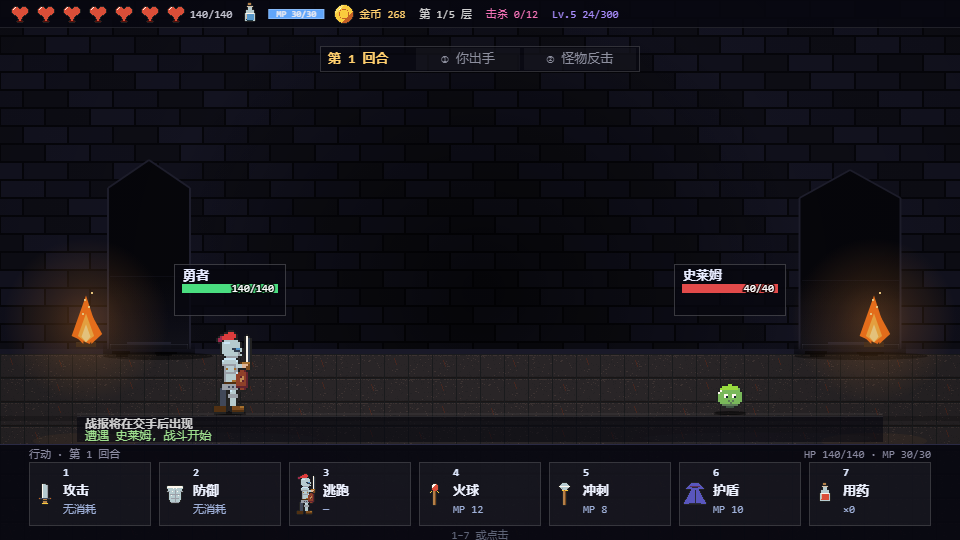 140/140 MP 30/30 金币 268 第 1/5 层 击杀 0/12 Lv.5 24/300
第 1 回合 ① 你出手 ② 怪物反击
勇者
140/140
史莱姆
40/40
战报将在交手后出现
遭遇 史莱姆, 战斗开始
行动 · 第 1 回合 HP 140/140 · MP 30/30
1 2 3 4 5 6 7
攻击 防御 逃跑 火球 冲刺 护盾 用药
无消耗 无消耗 — MP 12 MP 8 MP 10 ×0
1-7 或点击